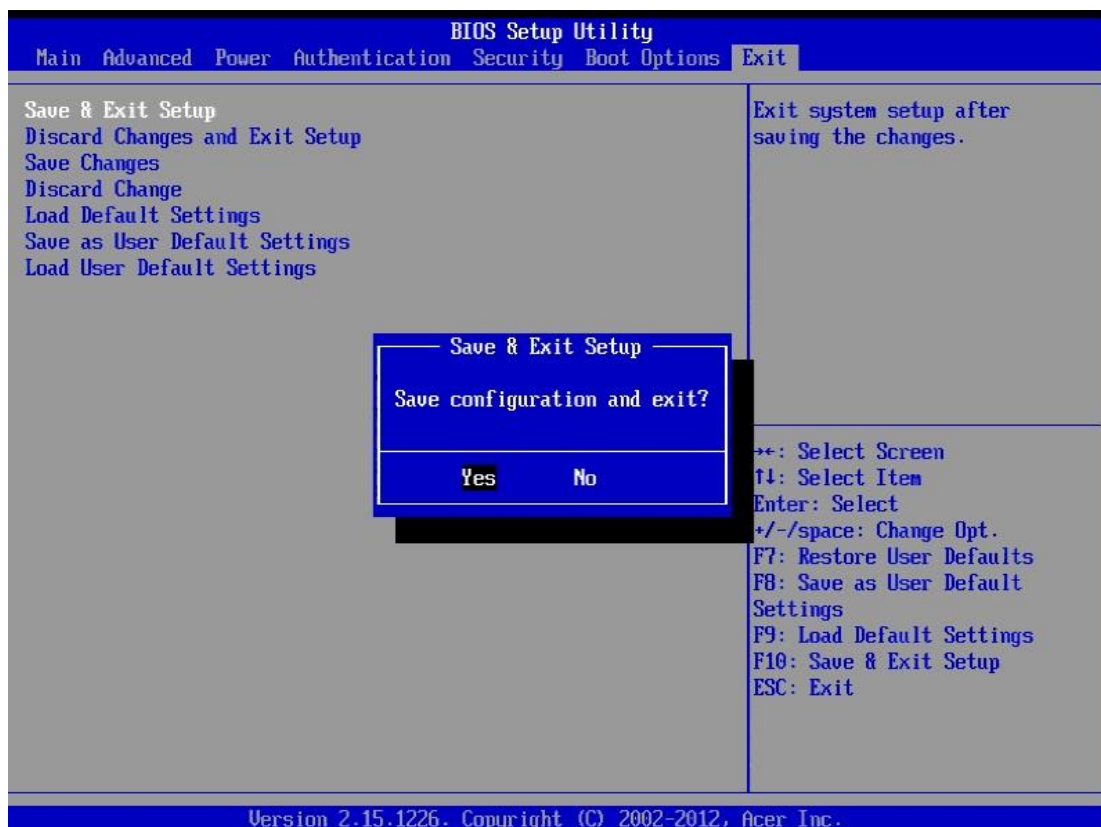 BIOS Setup Utility
Main Advanced Power Authentication Security Boot Options Exit
Save & Exit Setup
Discard Changes and Exit Setup
Save Changes
Discard Change
Load Default Settings
Save as User Default Settings
Load User Default Settings
Exit system setup after
saving the changes.
Save & Exit Setup
Save configuration and exit?
Yes No
→←: Select Screen
↑↓: Select Item
Enter: Select
+/-/space: Change Opt.
F7: Restore User Defaults
F8: Save as User Default
Settings
F9: Load Default Settings
F10: Save & Exit Setup
ESC: Exit
Version 2.15.1226. Copyright (C) 2002-2012, Acer Inc.